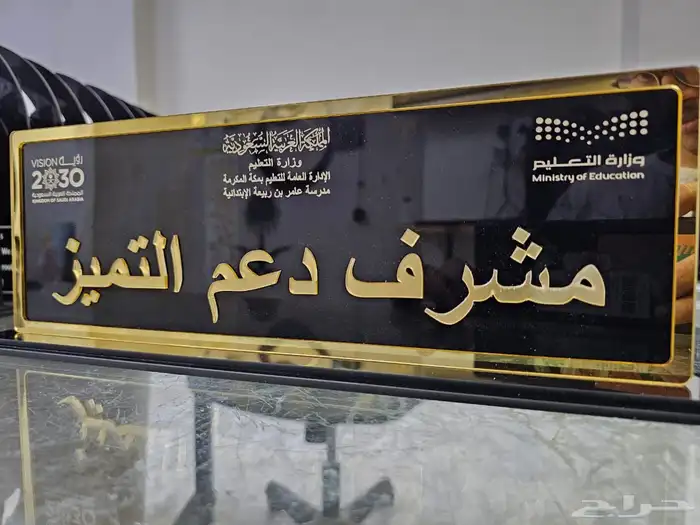 المملكة العربية السعودية
وزارة التعليم
الإدارة العامة للتعليم بمكة المكرمة
مدرسة عامر بن ربيعة الإبتدائية
وزارة التعليم
Ministry of Education
VISION رؤية
2030
المملكة العربية السعودية
KINGDOM OF SAUDI ARABIA
مشرف دعم التميز
حراج